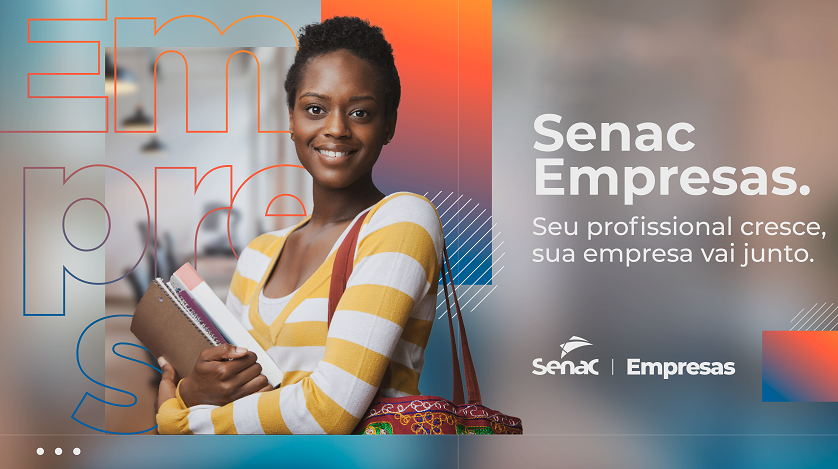 Em
pre
s
Senac
Empresas.
Seu profissional cresce,
sua empresa vai junto.
Senac | Empresas